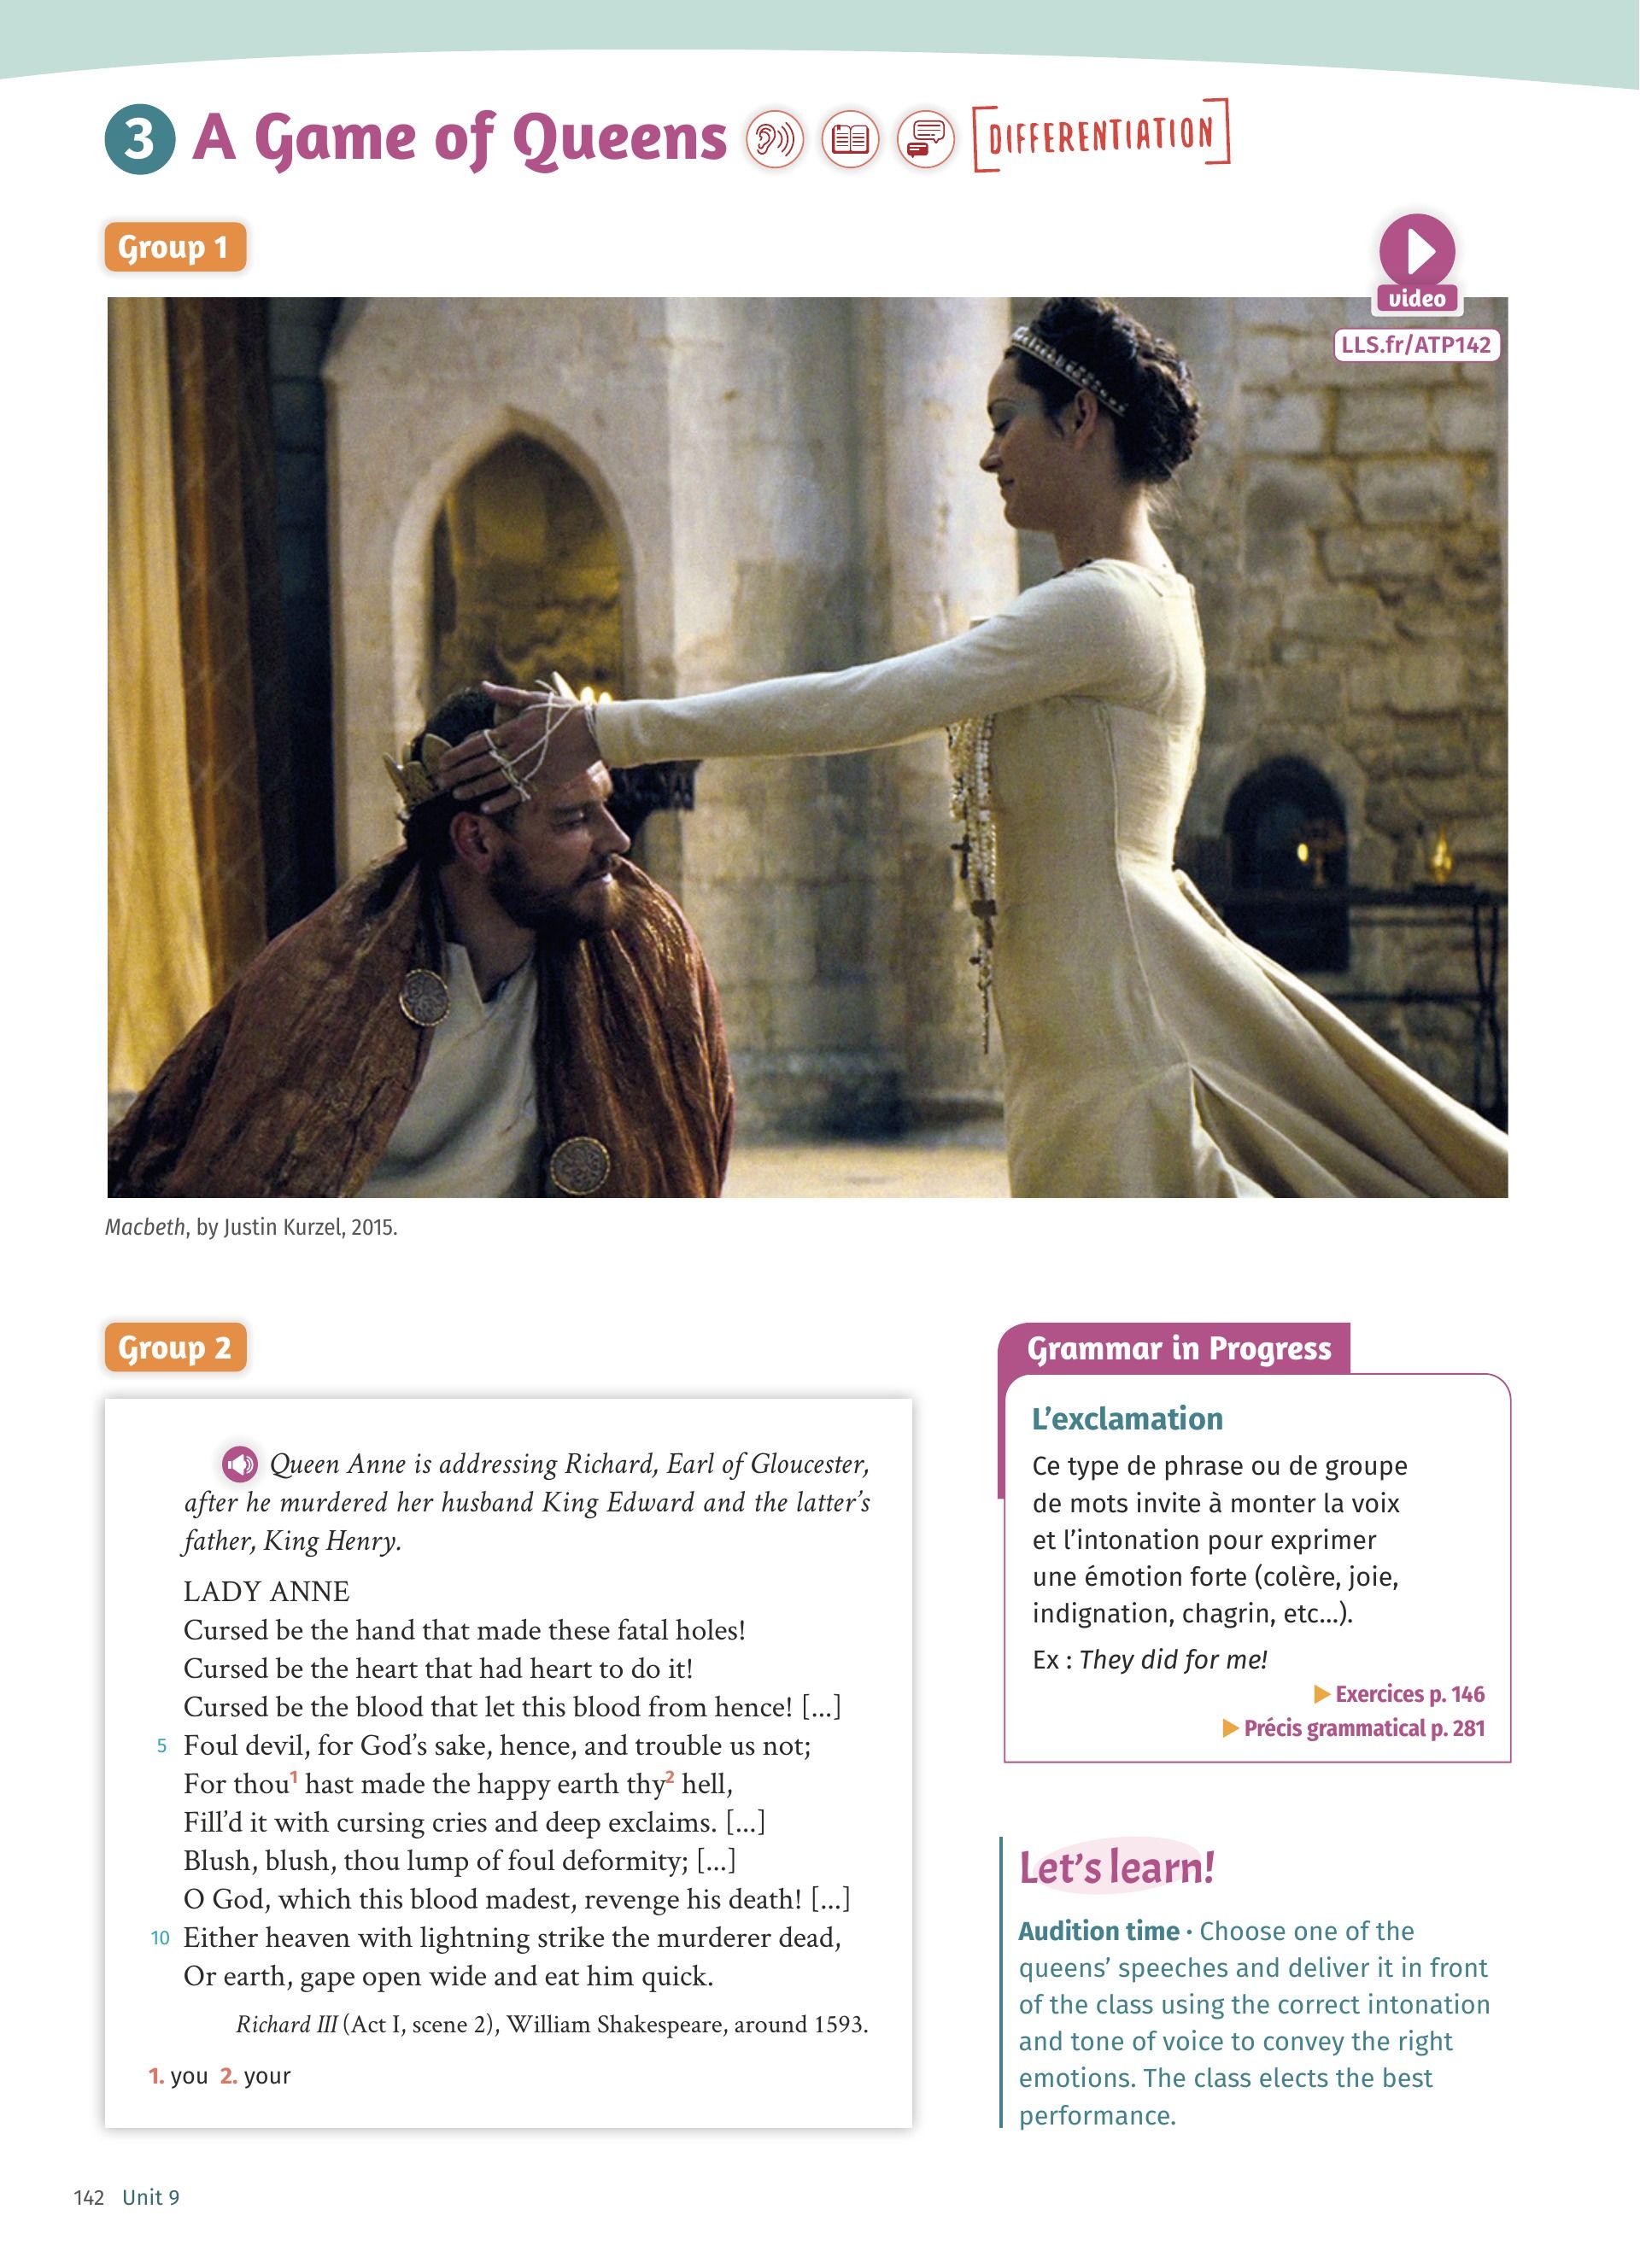 3 A Game of Queens
DIFFERENTIATION
Group 1
video
LLS.fr/ATP142
Macbeth, by Justin Kurzel, 2015.
Group 2
Queen Anne is addressing Richard, Earl of Gloucester,
after he murdered her husband King Edward and the latter's
father, King Henry.
LADY ANNE
Cursed be the hand that made these fatal holes!
Cursed be the heart that had heart to do it!
Cursed be the blood that let this blood from hence! [...]
5 Foul devil, for God's sake, hence, and trouble us not;
For thou1 hast made the happy earth thy2 hell,
Fill'd it with cursing cries and deep exclaims. [...]
Blush, blush, thou lump of foul deformity; [...]
O God, which this blood madest, revenge his death! [...]
10 Either heaven with lightning strike the murderer dead,
Or earth, gape open wide and eat him quick.
Richard III (Act I, scene 2), William Shakespeare, around 1593.
1. you 2. your
Grammar in Progress
L'exclamation
Ce type de phrase ou de groupe
de mots invite à monter la voix
et l'intonation pour exprimer
une émotion forte (colère, joie,
indignation, chagrin, etc...).
Ex : They did for me!
▶ Exercices p. 146
▶ Précis grammatical p. 281
Let's learn!
Audition time · Choose one of the
queens' speeches and deliver it in front
of the class using the correct intonation
and tone of voice to convey the right
emotions. The class elects the best
performance.
142 Unit 9